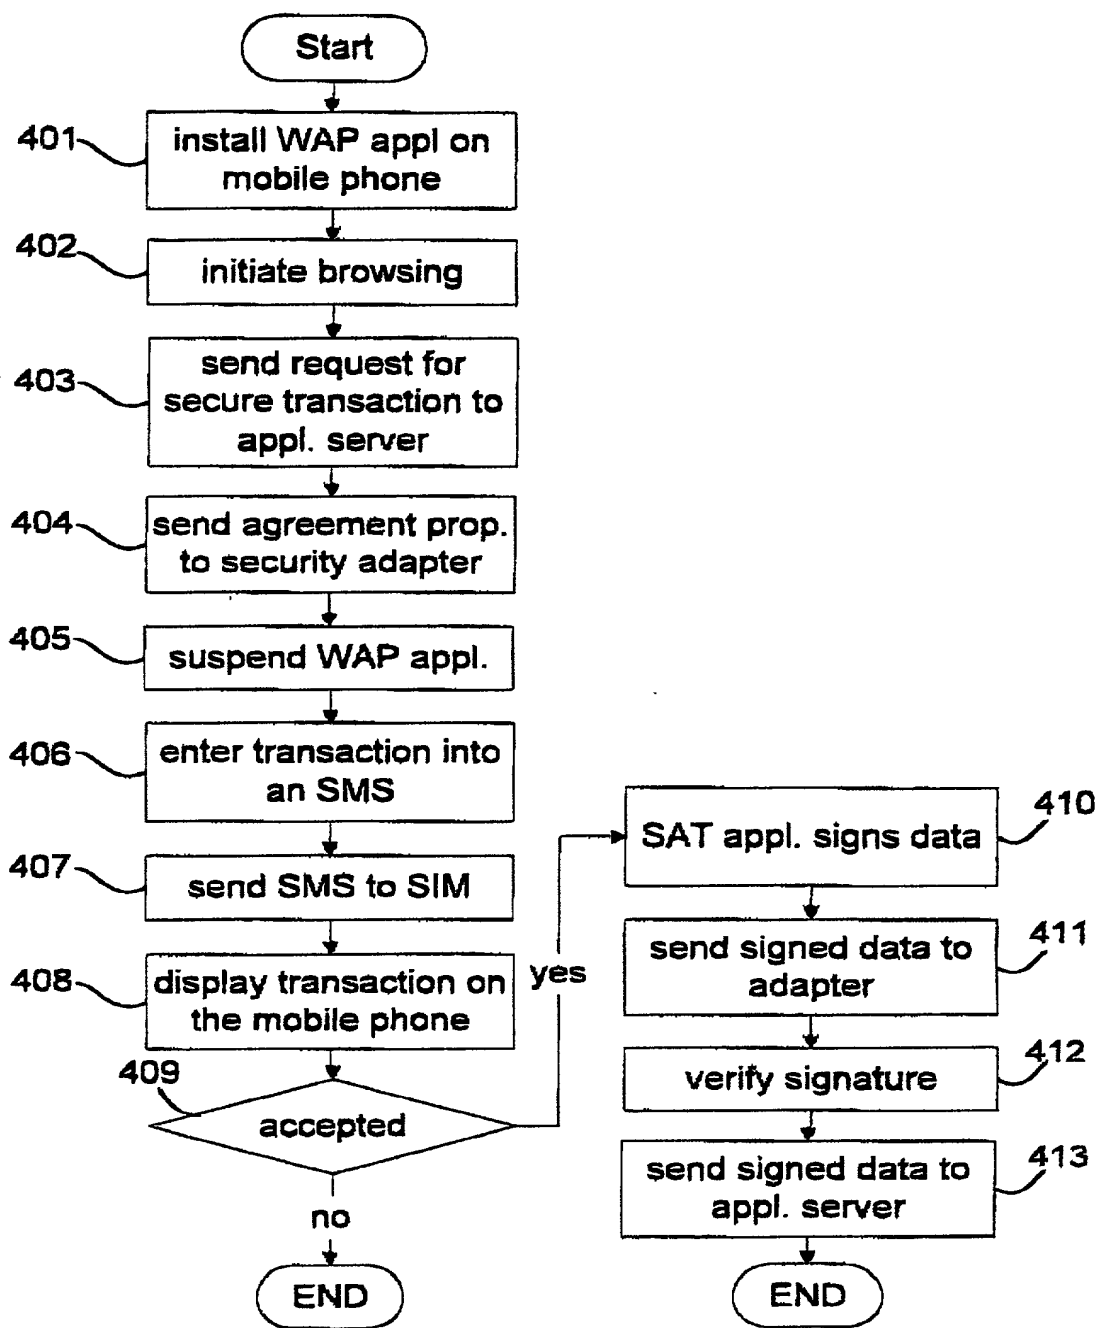 Start
401
install WAP appl on
mobile phone
402
initiate browsing
403
send request for
secure transaction to
appl. server
404
send agreement prop.
to security adapter
405
suspend WAP appl.
406
enter transaction into
an SMS
407
send SMS to SIM
408
display transaction on
the mobile phone
409
accepted
no
END
yes
410
SAT appl. signs data
411
send signed data to
adapter
412
verify signature
413
send signed data to
appl. server
END